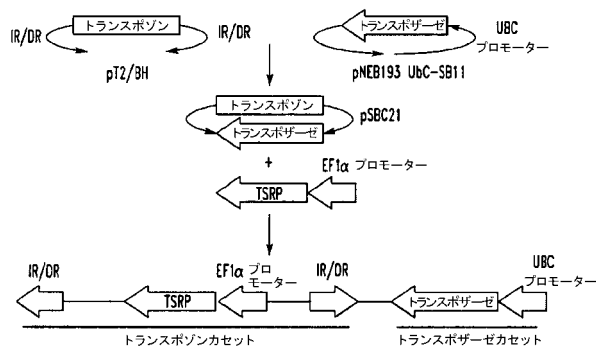 トランスポゾン
IR/DR
IR/DR
pT2/BH
トランスポザーゼ
UBC
プロモーター
pNEB193 UbC-SB11
トランスポゾン
トランスポザーゼ
pSBC21
+
EF1α プロモーター
TSRP
IR/DR
TSRP
EF1α プロ
モーター
IR/DR
トランスポザーゼ
UBC
プロモーター
トランスポゾンカセット
トランスポザーゼカセット